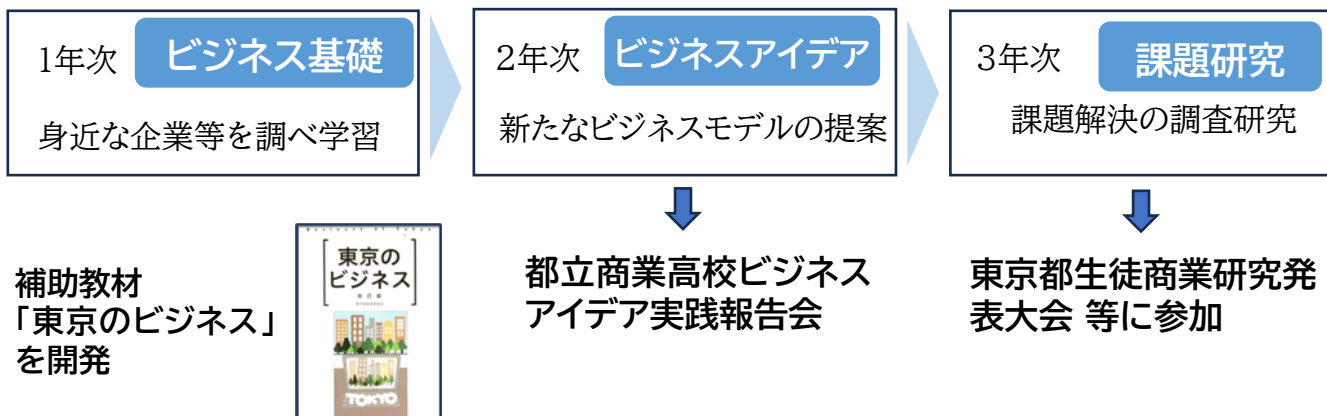 1年次 ビジネス基礎
身近な企業等を調べ学習
2年次 ビジネスアイデア
新たなビジネスモデルの提案
3年次 課題研究
課題解決の調査研究
補助教材
「東京のビジネス」
を開発
東京の
ビジネス
改訂版
TOKYO
都立商業高校ビジネス
アイデア実践報告会
東京都生徒商業研究発
表大会 等に参加